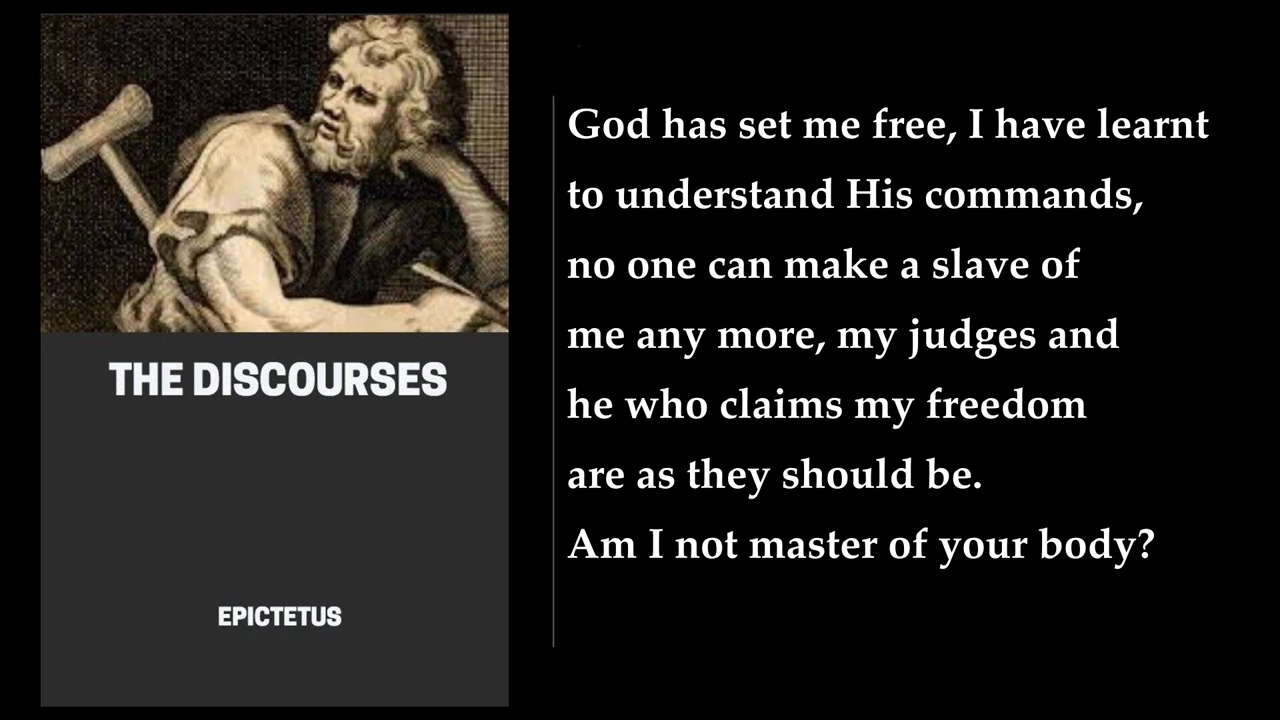 THE DISCOURSES
EPICTETUS
God has set me free, I have learnt
to understand His commands,
no one can make a slave of
me any more, my judges and
he who claims my freedom
are as they should be.
Am I not master of your body?